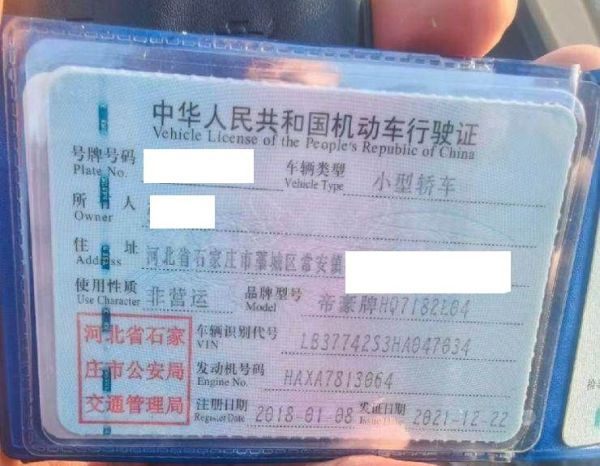 中华人民共和国机动车行驶证
Vehicle License of the People's Republic of China
号牌号码 车辆类型 小型轿车
Plate No. Vehicle Type
所有人
Owner
住址 河北省石家庄市藁城区常安镇
Address
使用性质 非营运 品牌型号 帝豪牌HQ7182E04
Use Character Model
河北省石家
庄市公安局
交通管理局
车辆识别代号 LB37742S3HA047634
VIN
发动机号码 HAXA7813064
Engine No.
注册日期 2018-01-08 发证日期 2021-12-22
Register Date Issue Date